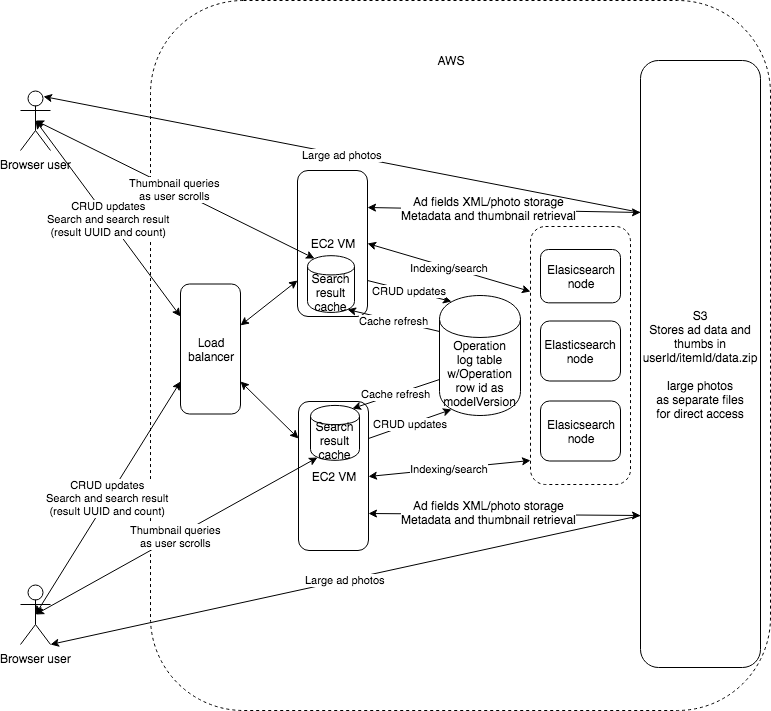 AWS
Browser user
Large ad photos
Thumbnail queries
as user scrolls
CRUD updates
Search and search result
(result UUID and count)
Ad fields XML/photo storage
Metadata and thumbnail retrieval
EC2 VM
Search
result
cache
Indexing/search
CRUD updates
Cache refresh
Elasticsearch
node
Elasticsearch
node
Elasticsearch
node
Load
balancer
Operation
log table
w/Operation
row id as
modelVersion
S3
Stores ad data and
thumbs in
userId/itemId/data.zip
large photos
as separate files
for direct access
Cache refresh
CRUD updates
Search
result
cache
EC2 VM
Indexing/search
CRUD updates
Search and search result
(result UUID and count)
Ad fields XML/photo storage
Metadata and thumbnail retrieval
Thumbnail queries
as user scrolls
Large ad photos
Browser user